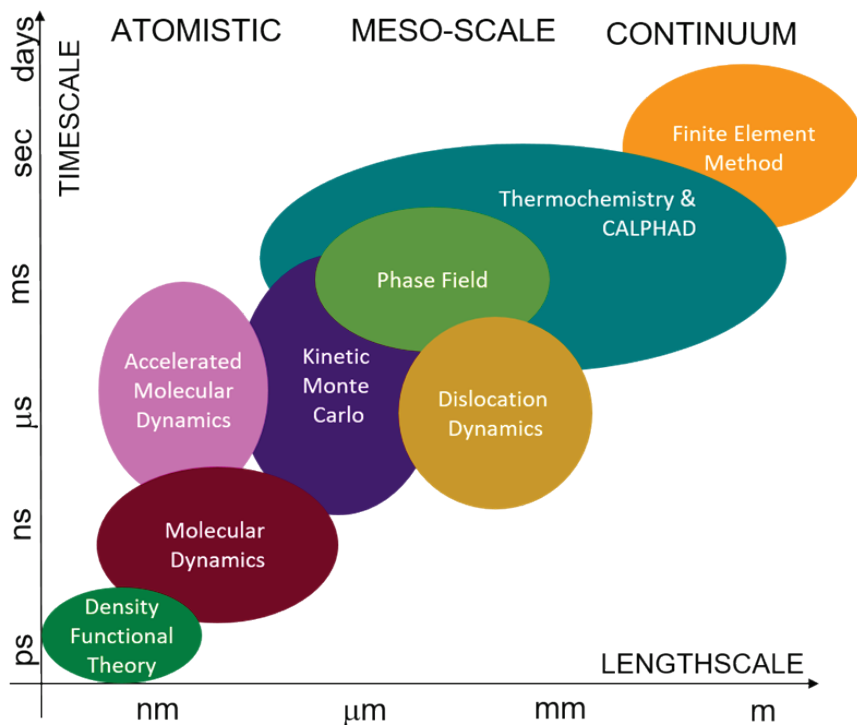 ATOMISTIC
MESO-SCALE
CONTINUUM
days
sec
ms
μs
ns
ps
TIMESCALE
Finite Element
Method
Thermochemistry &
CALPHAD
Phase Field
Accelerated
Molecular
Dynamics
Kinetic
Monte
Carlo
Dislocation
Dynamics
Molecular
Dynamics
Density
Functional
Theory
LENGTHSCALE
nm
μm
mm
m